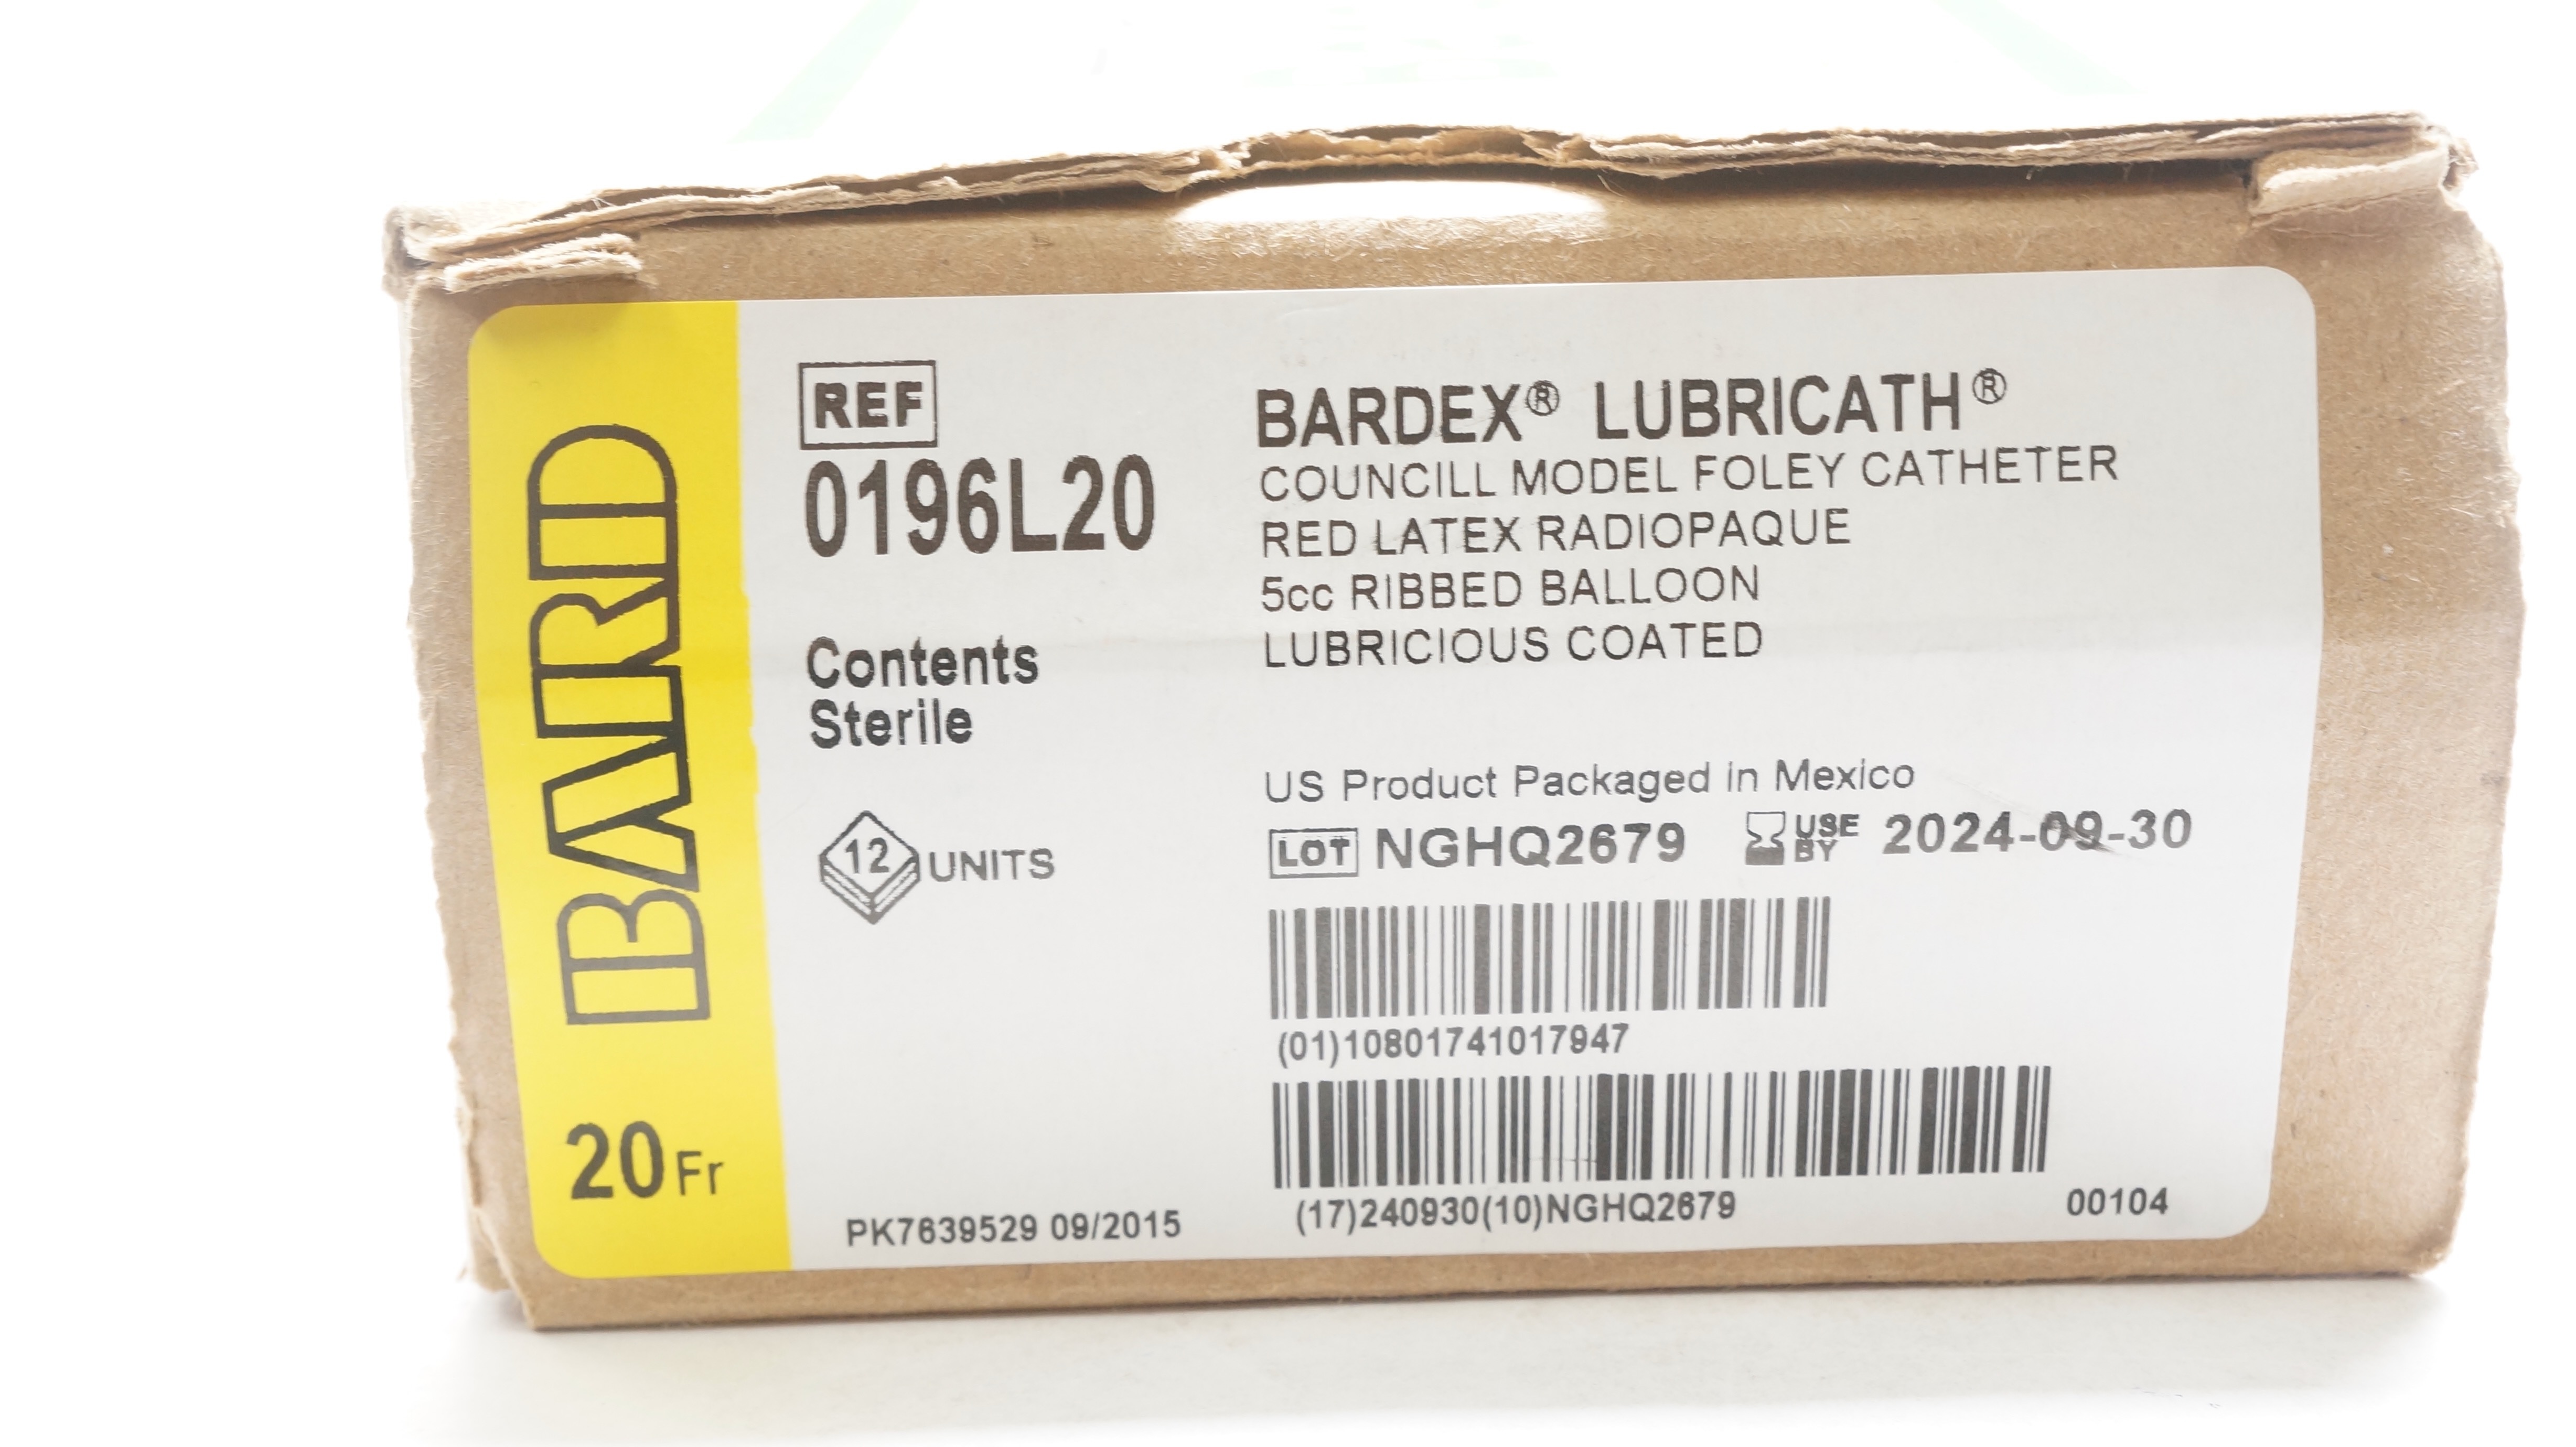 BARD
20 Fr
REF
0196L20
Contents
Sterile
12 UNITS
PK7639529 09/2015
BARDEX® LUBRICATH®
COUNCILL MODEL FOLEY CATHETER
RED LATEX RADIOPAQUE
5cc RIBBED BALLOON
LUBRICIOUS COATED
US Product Packaged in Mexico
LOT NGHQ2679 USE BY 2024-09-30
(01)10801741017947
(17)240930(10)NGHQ2679
00104